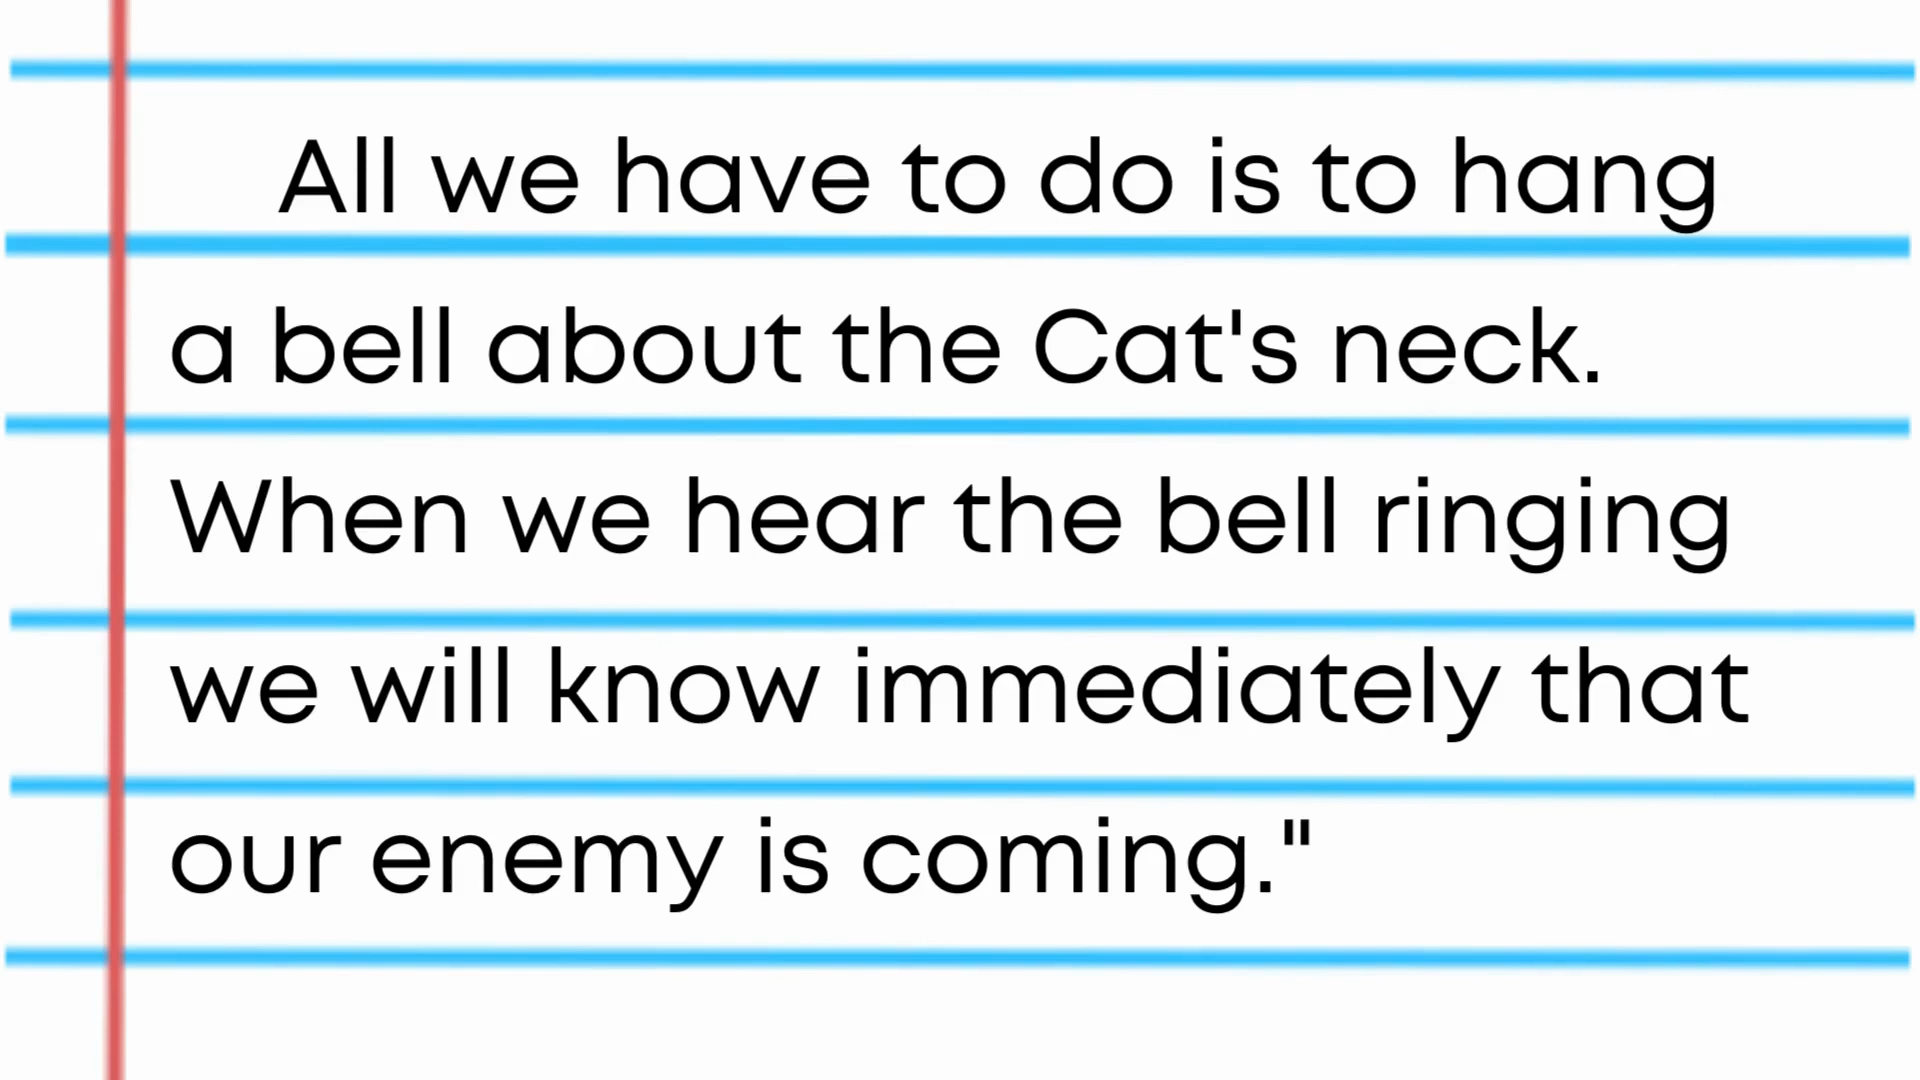 All we have to do is to hang
a bell about the Cat's neck.
When we hear the bell ringing
we will know immediately that
our enemy is coming."